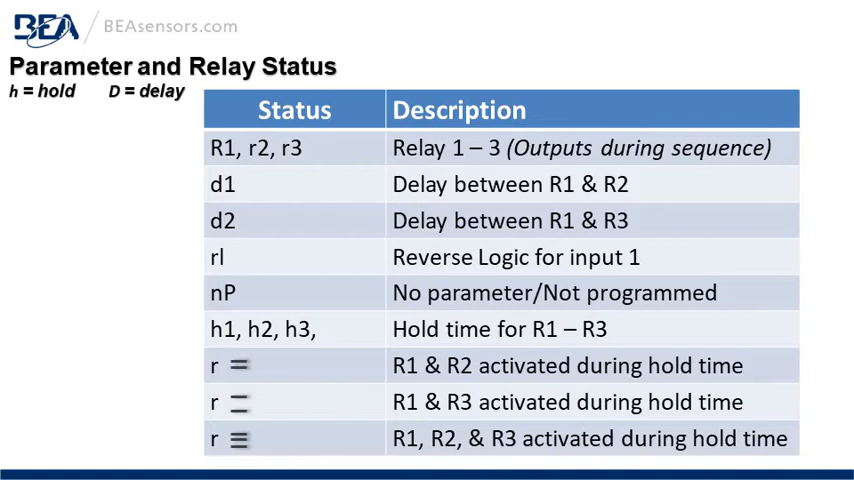 BEA BEAsensors.com
Parameter and Relay Status
h = hold D = delay
Status Description
R1, r2, r3 Relay 1 – 3 (Outputs during sequence)
d1 Delay between R1 & R2
d2 Delay between R1 & R3
rl Reverse Logic for input 1
nP No parameter/Not programmed
h1, h2, h3, Hold time for R1 – R3
r = R1 & R2 activated during hold time
r R1 & R3 activated during hold time
r ≡ R1, R2, & R3 activated during hold time